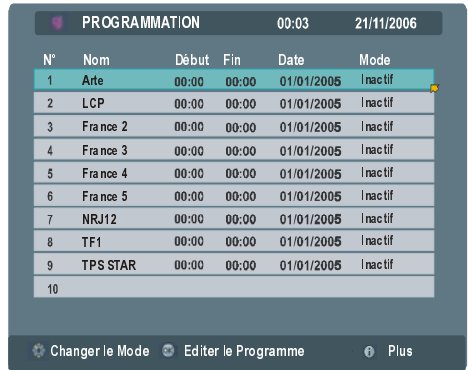 PROGRAMMATION 00:03 21/11/2006
N° Nom Début Fin Date Mode
1 Arte 00:00 00:00 01/01/2005 Inactif
2 LCP 00:00 00:00 01/01/2005 Inactif
3 France 2 00:00 00:00 01/01/2005 Inactif
4 France 3 00:00 00:00 01/01/2005 Inactif
5 France 4 00:00 00:00 01/01/2005 Inactif
6 France 5 00:00 00:00 01/01/2005 Inactif
7 NRJ12 00:00 00:00 01/01/2005 Inactif
8 TF1 00:00 00:00 01/01/2005 Inactif
9 TPS STAR 00:00 00:00 01/01/2005 Inactif
10
Changer le Mode OK Editer le Programme i Plus